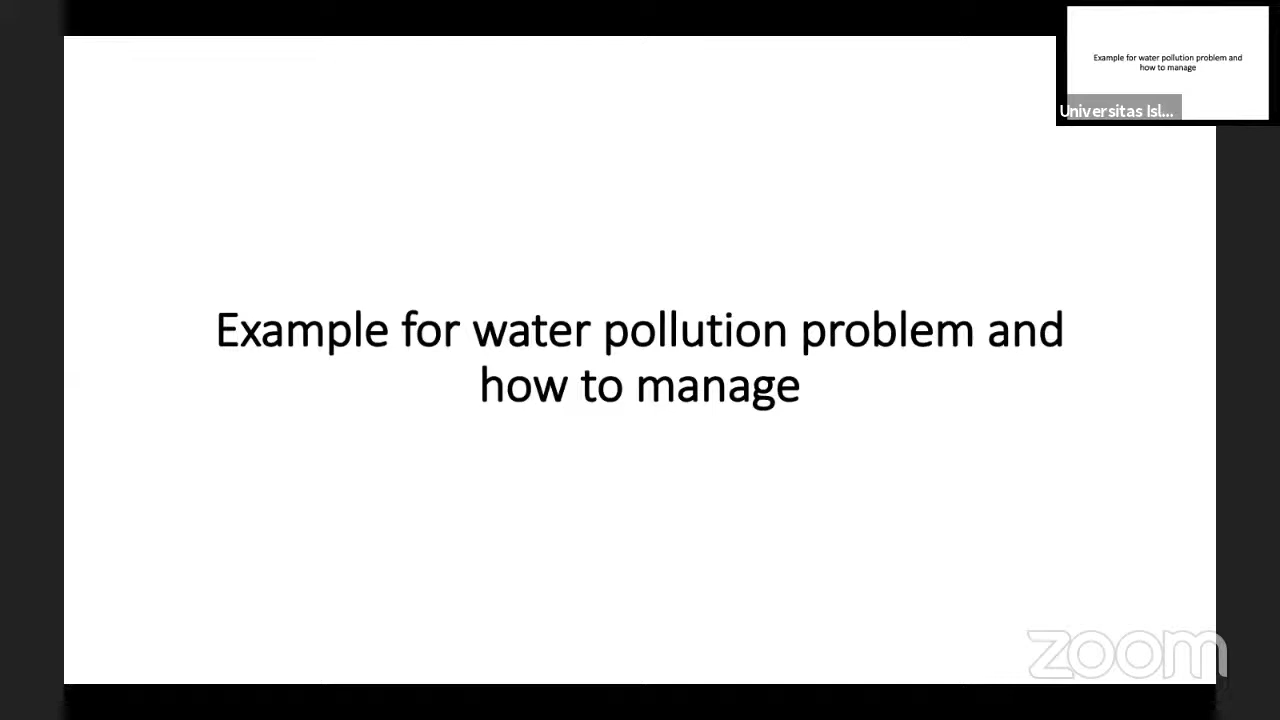 Example for water pollution problem and
how to manage
Universitas Isl...
Example for water pollution problem and
how to manage
zoom